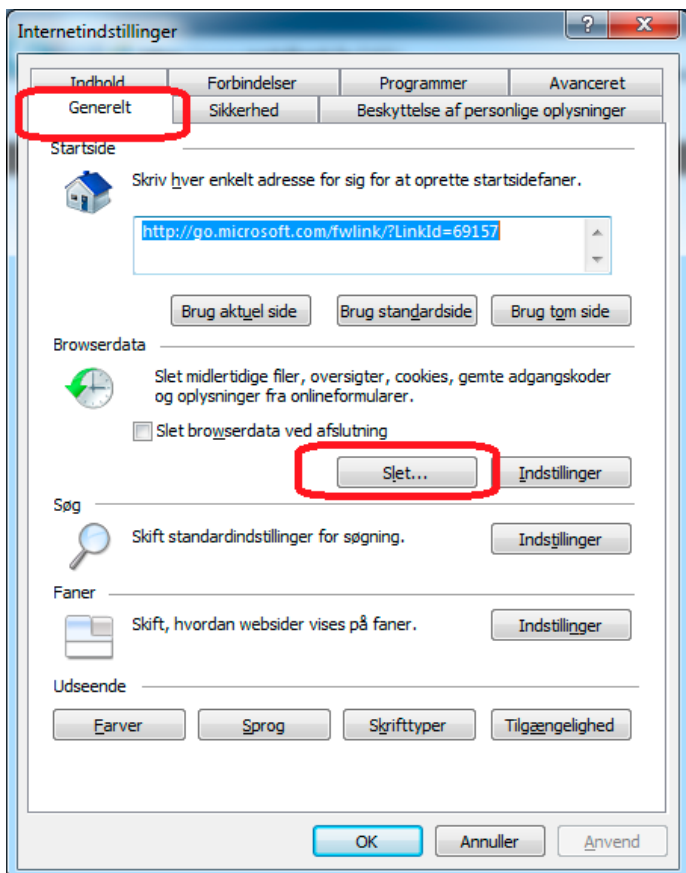 Internetindstillinger
Indhold Forbindelser Programmer Avanceret
Generelt Sikkerhed Beskyttelse af personlige oplysninger
Startside
Skriv hver enkelt adresse for sig for at oprette startsidefaner.
http://go.microsoft.com/fwlink/?LinkId=69157
Brug aktuel side Brug standardside Brug tom side
Browserdata
Slet midlertidige filer, oversigter, cookies, gemte adgangskoder
og oplysninger fra onlineformularer.
Slet browserdata ved afslutning
Slet... Indstillinger
Søg
Skift standardindstillinger for søgning.
Indstillinger
Faner
Skift, hvordan websider vises på faner.
Indstillinger
Udseende
Farver Sprog Skrifttyper Tilgængelighed
OK Annuller Anvend